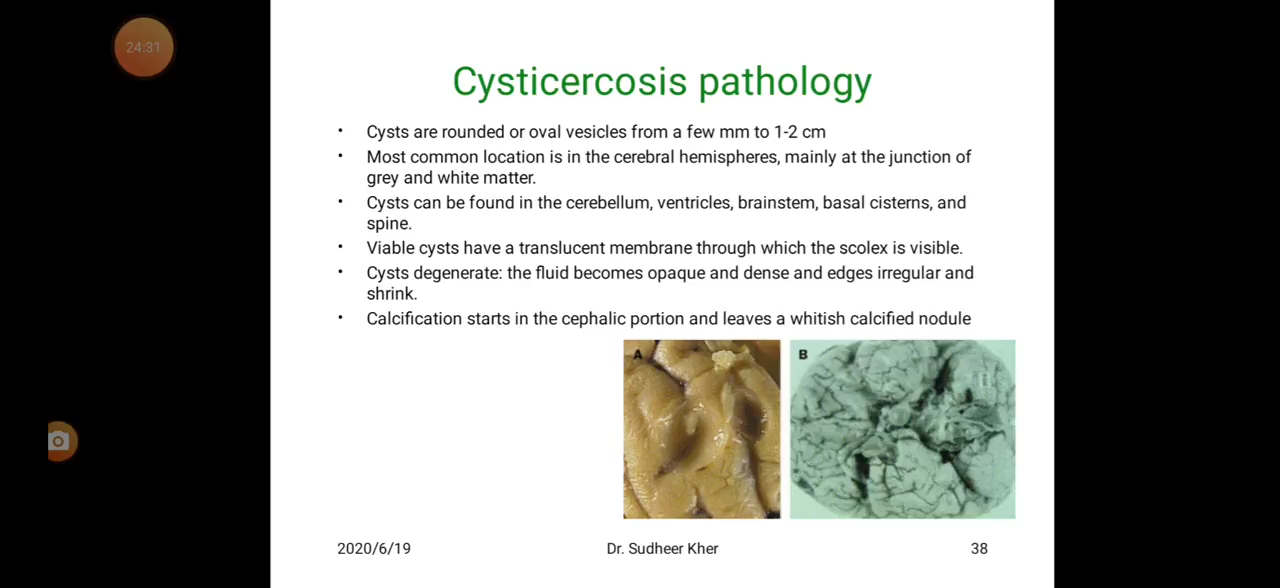 24:31
Cysticercosis pathology
• Cysts are rounded or oval vesicles from a few mm to 1-2 cm
• Most common location is in the cerebral hemispheres, mainly at the junction of
grey and white matter.
• Cysts can be found in the cerebellum, ventricles, brainstem, basal cisterns, and
spine.
• Viable cysts have a translucent membrane through which the scolex is visible.
• Cysts degenerate: the fluid becomes opaque and dense and edges irregular and
shrink.
• Calcification starts in the cephalic portion and leaves a whitish calcified nodule
A
B
2020/6/19
Dr. Sudheer Kher
38